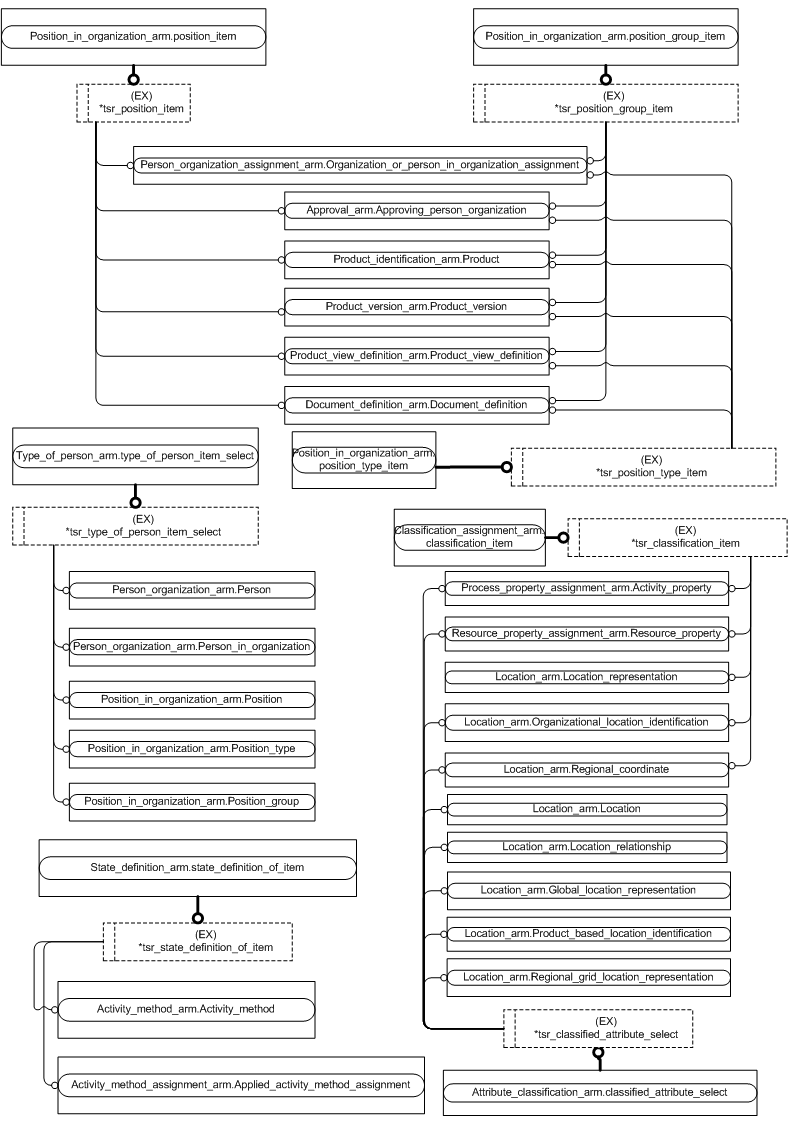 Position_in_organization_arm.position_item
Position_in_organization_arm.position_group_item
(EX)
*tsr_position_item
(EX)
*tsr_position_group_item
Person_organization_assignment_arm.Organization_or_person_in_organization_assignment
Approval_arm.Approving_person_organization
Product_identification_arm.Product
Product_version_arm.Product_version
Product_view_definition_arm.Product_view_definition
Document_definition_arm.Document_definition
Type_of_person_arm.type_of_person_item_select
Position_in_organization_arm.
position_type_item
(EX)
*tsr_position_type_item
(EX)
*tsr_type_of_person_item_select
Classification_assignment_arm.
classification_item
(EX)
*tsr_classification_item
Person_organization_arm.Person
Person_organization_arm.Person_in_organization
Position_in_organization_arm.Position
Position_in_organization_arm.Position_type
Position_in_organization_arm.Position_group
Process_property_assignment_arm.Activity_property
Resource_property_assignment_arm.Resource_property
Location_arm.Location_representation
Location_arm.Organizational_location_identification
Location_arm.Regional_coordinate
Location_arm.Location
Location_arm.Location_relationship
Location_arm.Global_location_representation
Location_arm.Product_based_location_identification
Location_arm.Regional_grid_location_representation
State_definition_arm.state_definition_of_item
(EX)
*tsr_state_definition_of_item
Activity_method_arm.Activity_method
Activity_method_assignment_arm.Applied_activity_method_assignment
(EX)
*tsr_classified_attribute_select
Attribute_classification_arm.classified_attribute_select